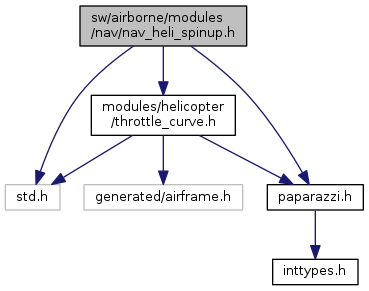 sw/airborne/modules
/nav/nav_heli_spinup.h
modules/helicopter
/throttle_curve.h
std.h
generated/airframe.h
paparazzi.h
inttypes.h